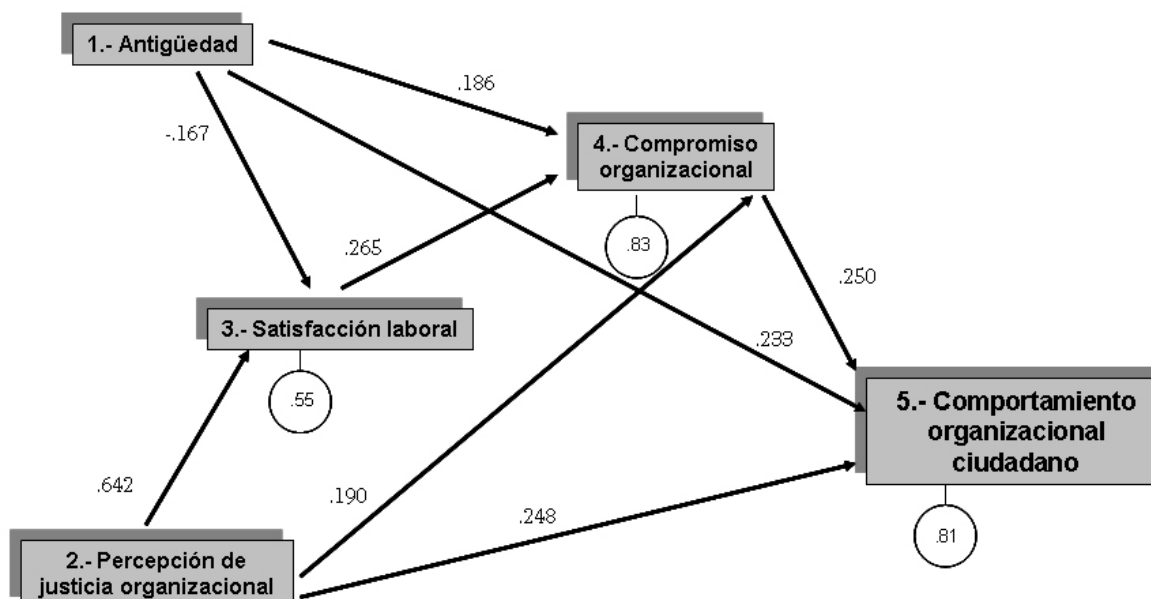 1.- Antigüedad
.186
-.167
4.- Compromiso
organizacional
.265
.83
.250
3.- Satisfacción laboral
.233
.55
5.- Comportamiento
organizacional
ciudadano
.642
.190
.248
.81
2.- Percepción de
justicia organizacional